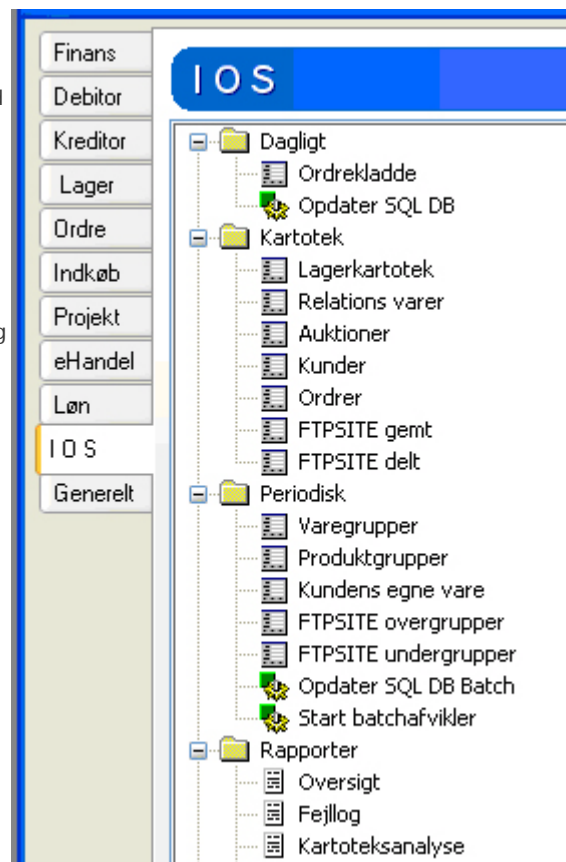 Finans
Debitor
Kreditor
Lager
Ordre
Indkøb
Projekt
eHandel
Løn
I O S
Generelt
I O S
Dagligt
Ordrekladde
Opdater SQL DB
Kartotek
Lagerkartotek
Relations varer
Auktioner
Kunder
Ordrer
FTPSITE gemt
FTPSITE delt
Periodisk
Varegrupper
Produktgrupper
Kundens egne vare
FTPSITE overgrupper
FTPSITE undergrupper
Opdater SQL DB Batch
Start batchafvikler
Rapporter
Oversigt
Fejllog
Kartoteksanalyse